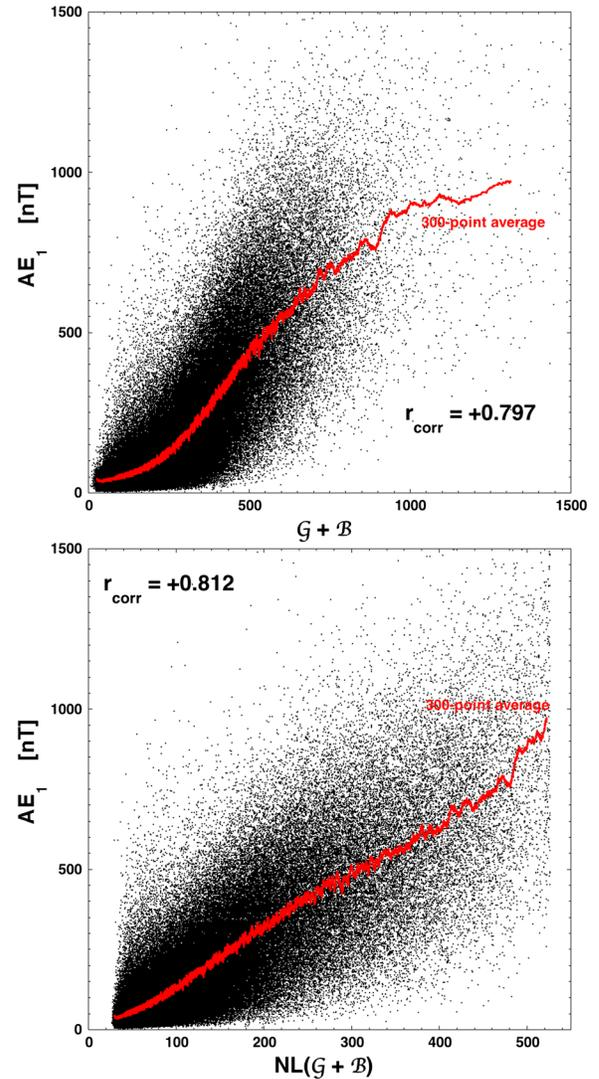 1500
1000
500
0
AE1 [nT]
300-point average
rcorr = +0.797
0 500 1000 1500
𝒢 + ℬ
1500
1000
500
0
AE1 [nT]
rcorr = +0.812
300-point average
0 100 200 300 400 500
NL(𝒢 + ℬ)